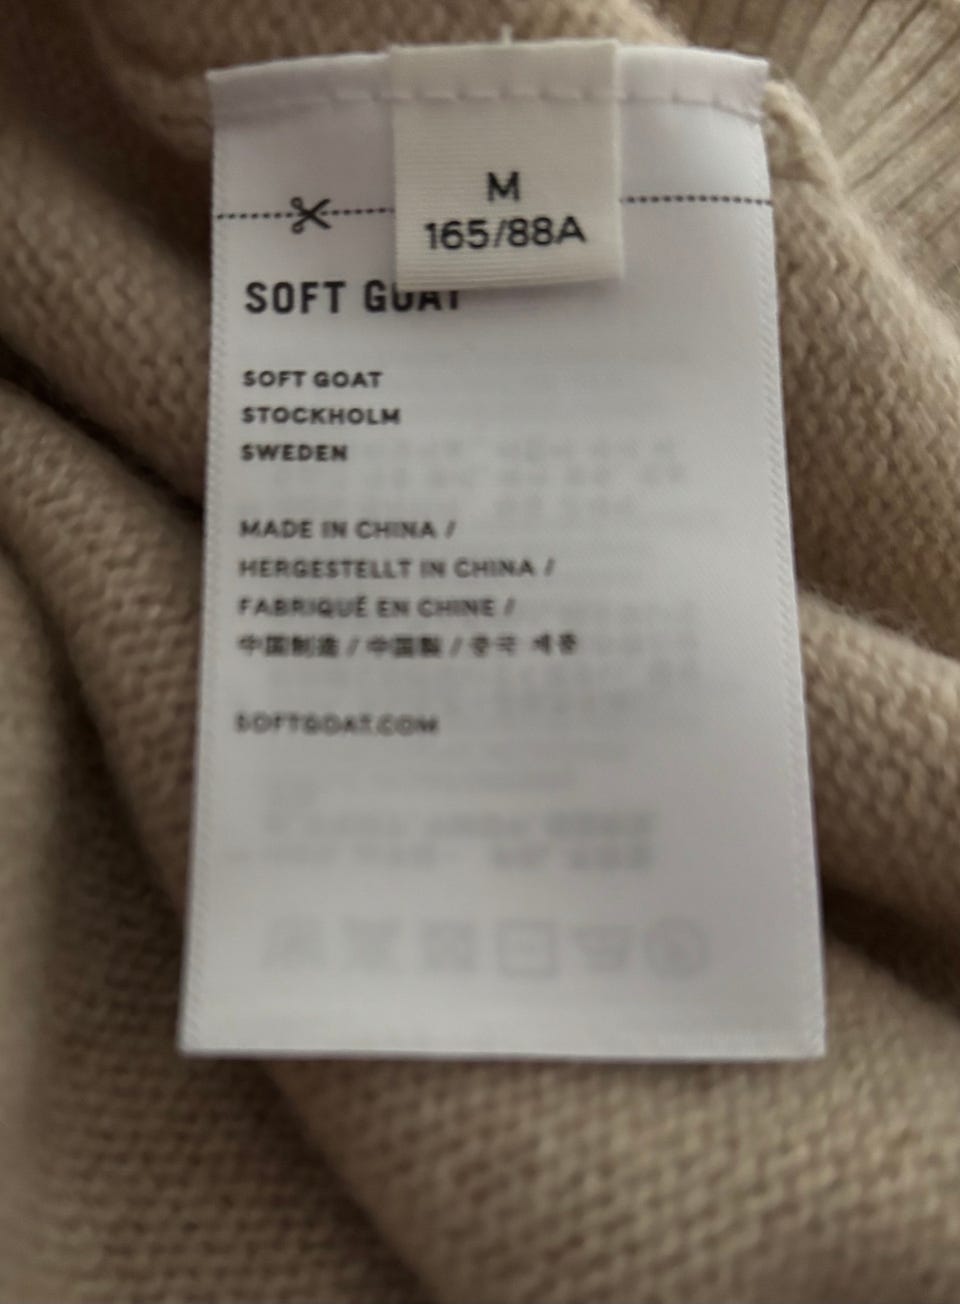 M
165/88A
SOFT GOAT
SOFT GOAT
STOCKHOLM
SWEDEN
MADE IN CHINA /
HERGESTELLT IN CHINA /
FABRIQUÉ EN CHINE /
中国制造 / 中国製 / 중국 제품
SOFTGOAT.COM